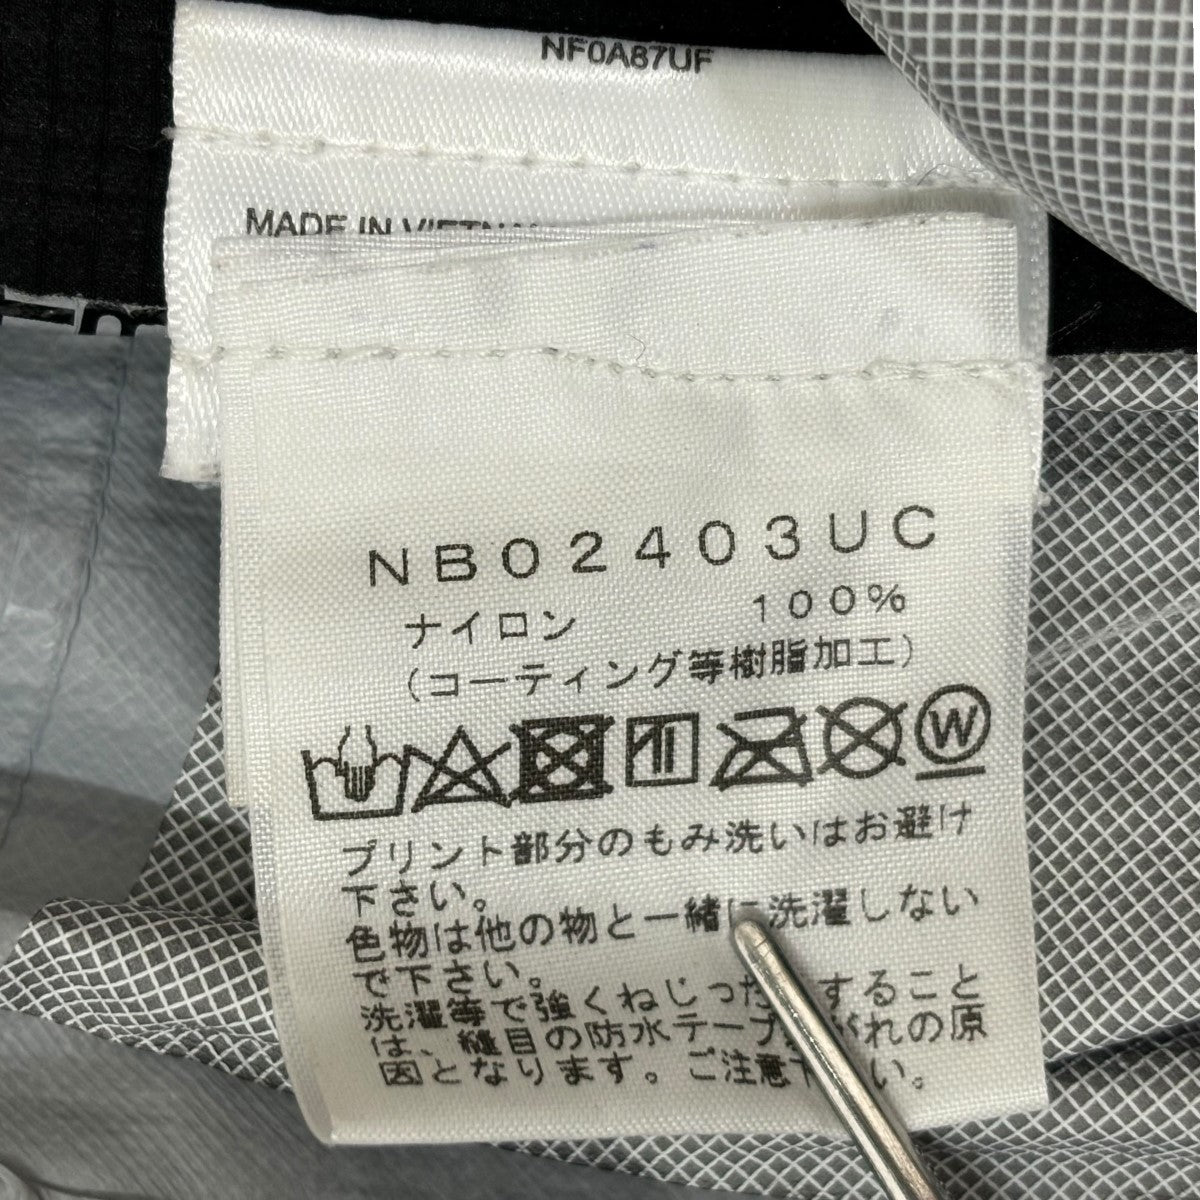 NF0A87UF
MADE IN
NB02403UC
ナイロン 100%
(コーティング等樹脂加工)
W
プリント部分のもみ洗いはお避け
下さい。
色物は他の物と一緒に洗濯しない
で下さい。
洗濯等で強くねじった すること
は、縫目の防水テープ がれの原
因となります。ご注意下 い。